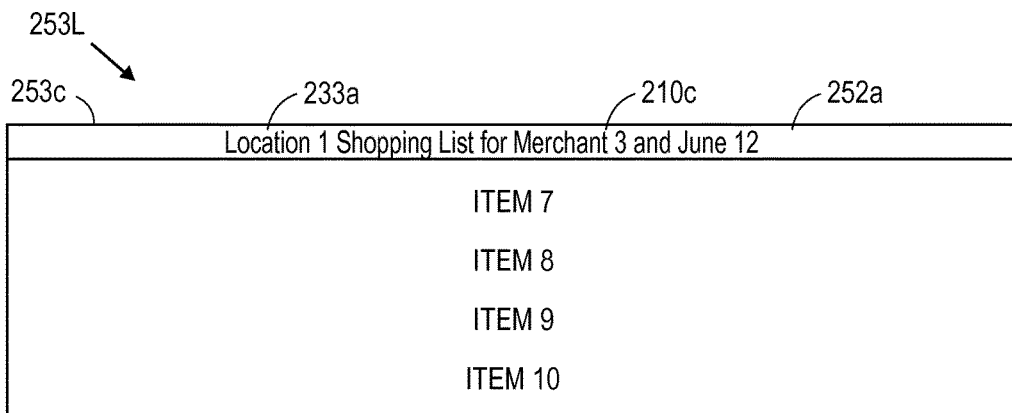 253L
253c 233a 210c 252a
Location 1 Shopping List for Merchant 3 and June 12
ITEM 7
ITEM 8
ITEM 9
ITEM 10